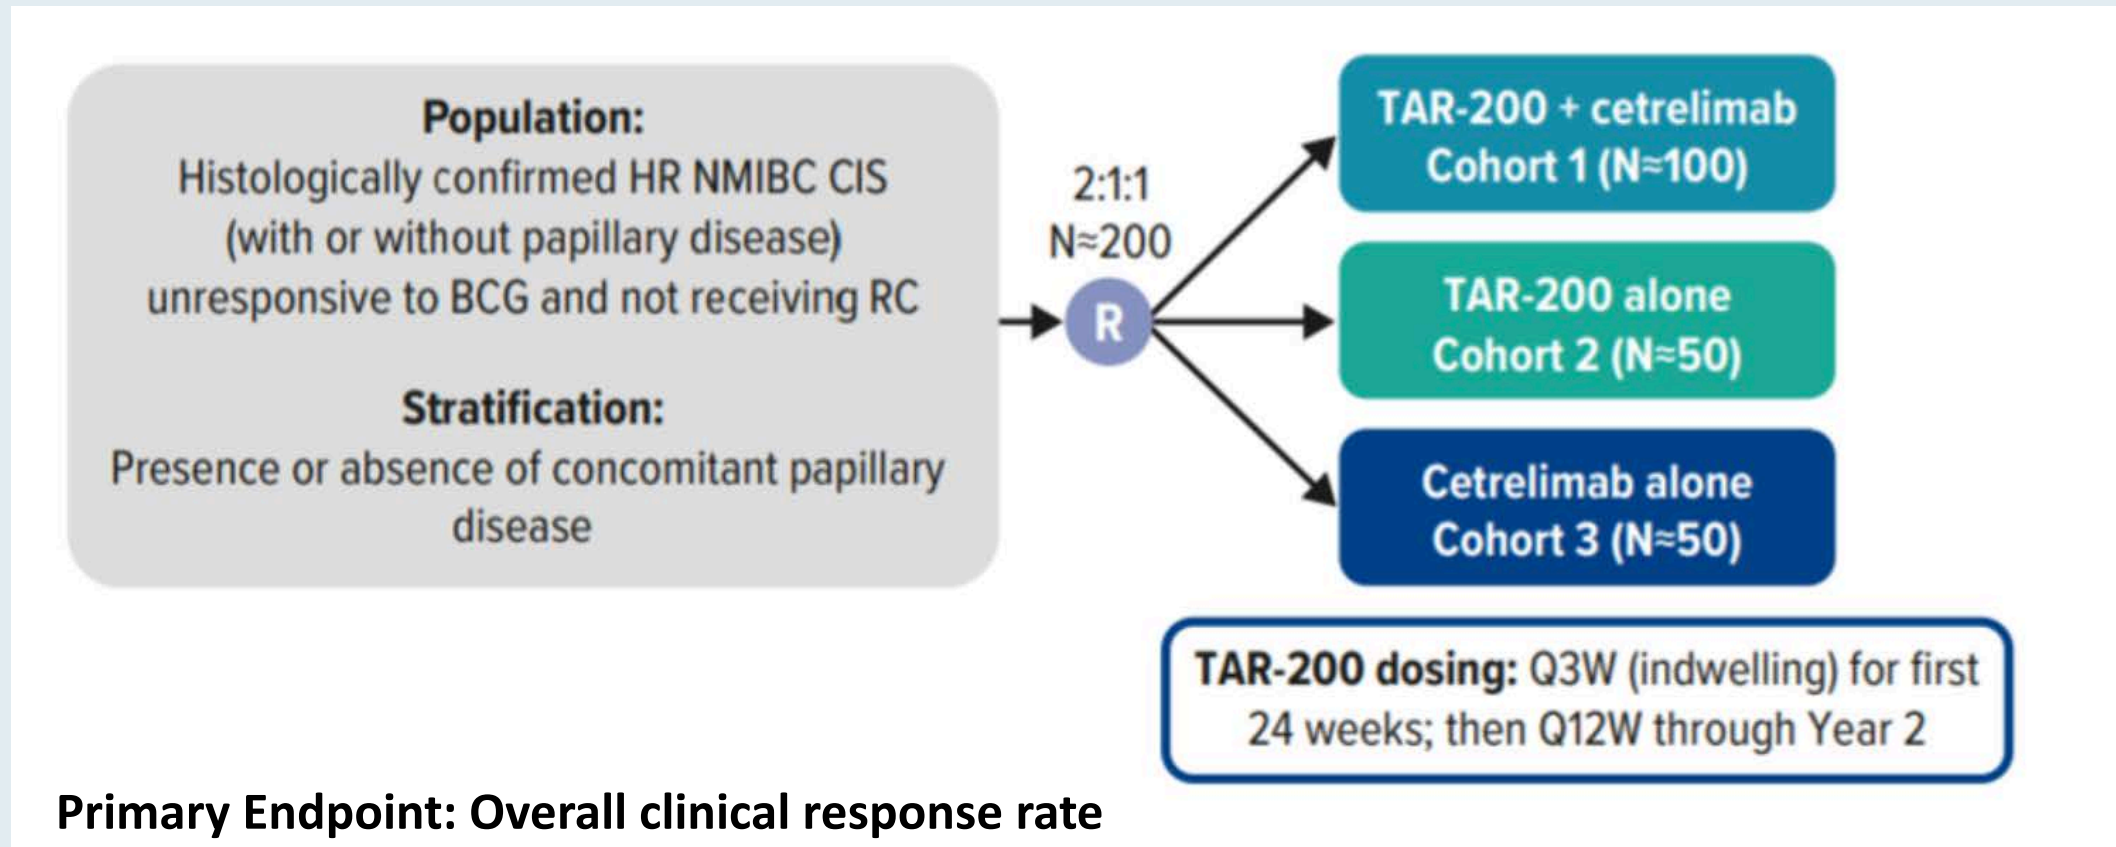 Population:
Histologically confirmed HR NMIBC CIS
(with or without papillary disease)
unresponsive to BCG and not receiving RC
Stratification:
Presence or absence of concomitant papillary
disease
2:1:1
N≈200
R
TAR-200 + cetrelimab
Cohort 1 (N≈100)
TAR-200 alone
Cohort 2 (N≈50)
Cetrelimab alone
Cohort 3 (N≈50)
TAR-200 dosing: Q3W (indwelling) for first
24 weeks; then Q12W through Year 2
Primary Endpoint: Overall clinical response rate